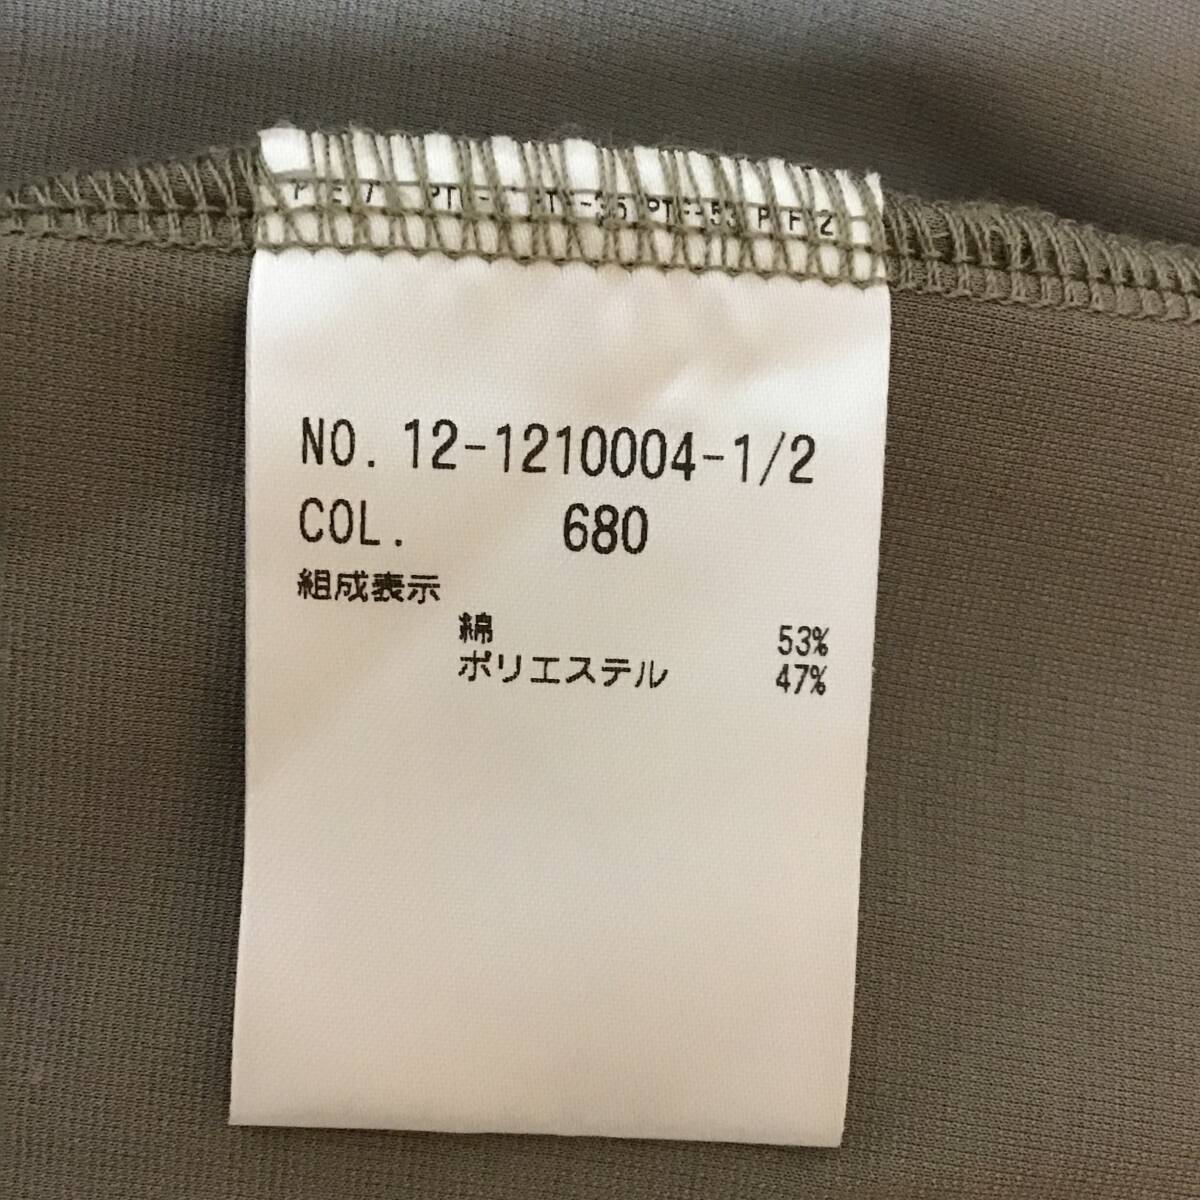 NO. 12-1210004-1/2
COL. 680
組成表示
綿 53%
ポリエステル 47%